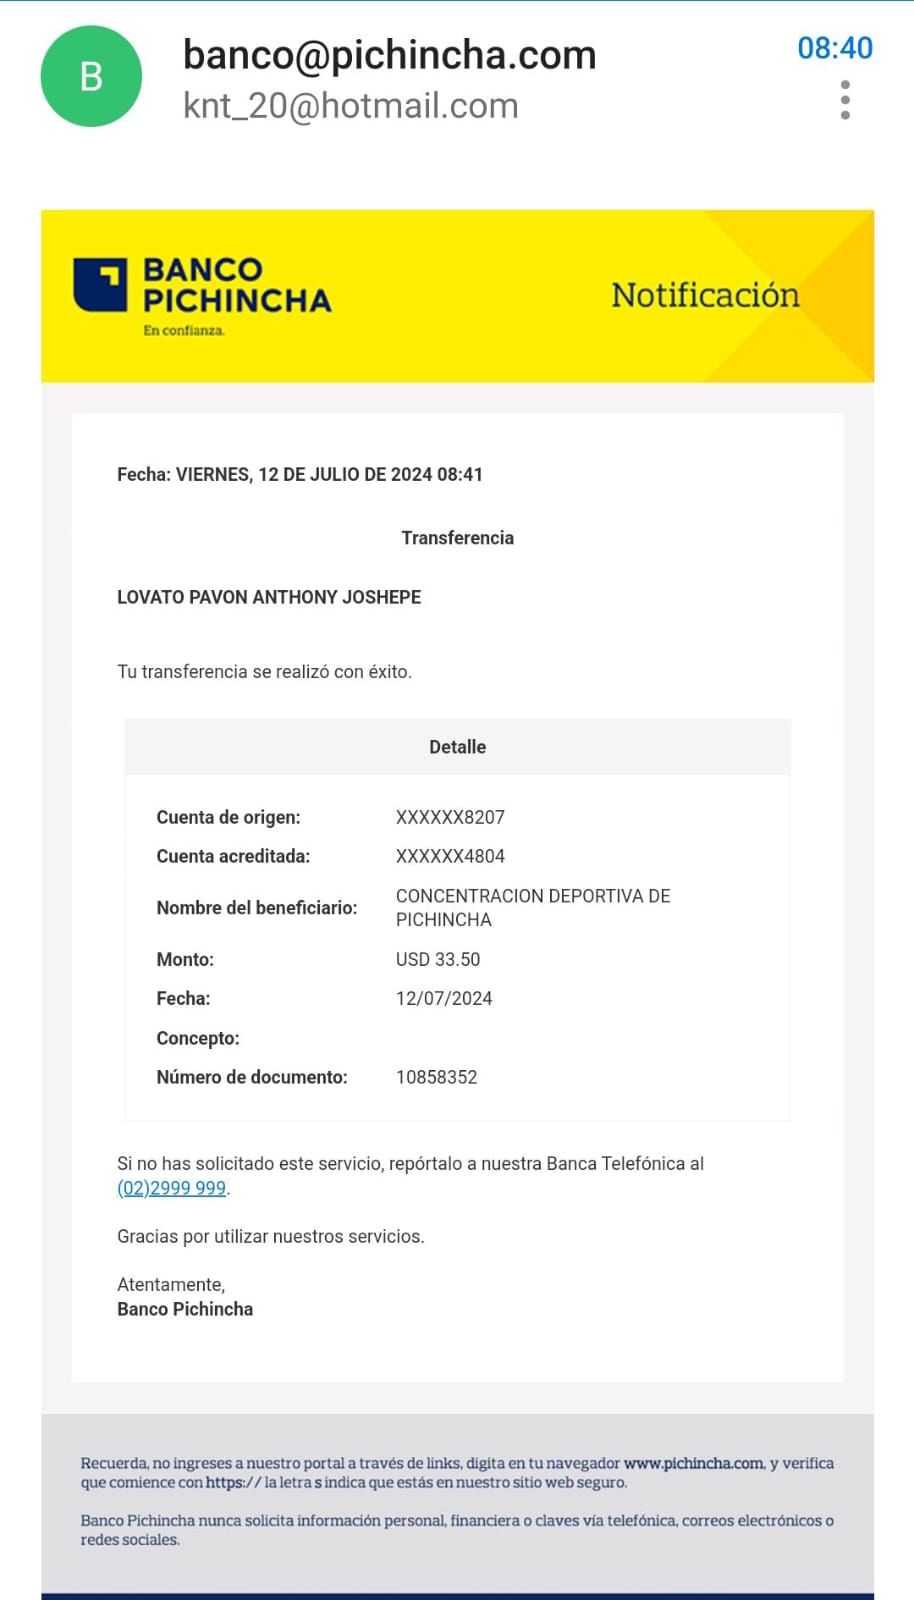 B
banco@pichincha.com
08:40
knt_20@hotmail.com
BANCO
PICHINCHA
En confianza.
Notificación
Fecha: VIERNES, 12 DE JULIO DE 2024 08:41
Transferencia
LOVATO PAVON ANTHONY JOSHEPE
Tu transferencia se realizó con éxito.
Detalle
Cuenta de origen: XXXXXX8207
Cuenta acreditada: XXXXXX4804
Nombre del beneficiario: CONCENTRACION DEPORTIVA DE
PICHINCHA
Monto: USD 33.50
Fecha: 12/07/2024
Concepto:
Número de documento: 10858352
Si no has solicitado este servicio, repórtalo a nuestra Banca Telefónica al
(02)2999 999.
Gracias por utilizar nuestros servicios.
Atentamente,
Banco Pichincha
Recuerda, no ingreses a nuestro portal a través de links, digita en tu navegador www.pichincha.com, y verifica
que comience con https:// la letra s indica que estás en nuestro sitio web seguro.
Banco Pichincha nunca solicita información personal, financiera o claves vía telefónica, correos electrónicos o
redes sociales.